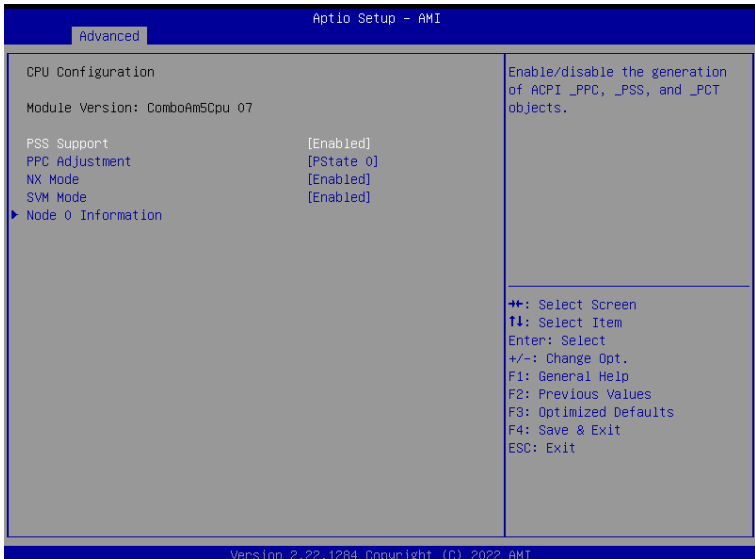 Aptio Setup – AMI
Advanced
CPU Configuration
Module Version: ComboAm5Cpu 07
PSS Support [Enabled]
PPC Adjustment [PState 0]
NX Mode [Enabled]
SVM Mode [Enabled]
Node 0 Information
Enable/disable the generation
of ACPI _PPC, _PSS, and _PCT
objects.
→←: Select Screen
↑↓: Select Item
Enter: Select
+/-: Change Opt.
F1: General Help
F2: Previous Values
F3: Optimized Defaults
F4: Save & Exit
ESC: Exit
Version 2.22.1284 Copyright (C) 2022 AMI